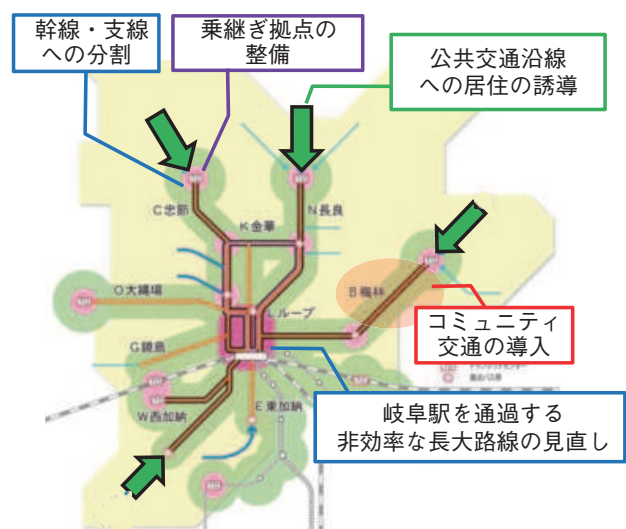 幹線・支線
への分割
乗継ぎ拠点の
整備
公共交通沿線
への居住の誘導
C忠節
N長良
K金華
O大縄場
B梅林
Lループ
G鏡島
コミュニティ
交通の導入
W西加納
E東加納
岐阜駅を通過する
非効率な長大路線の見直し